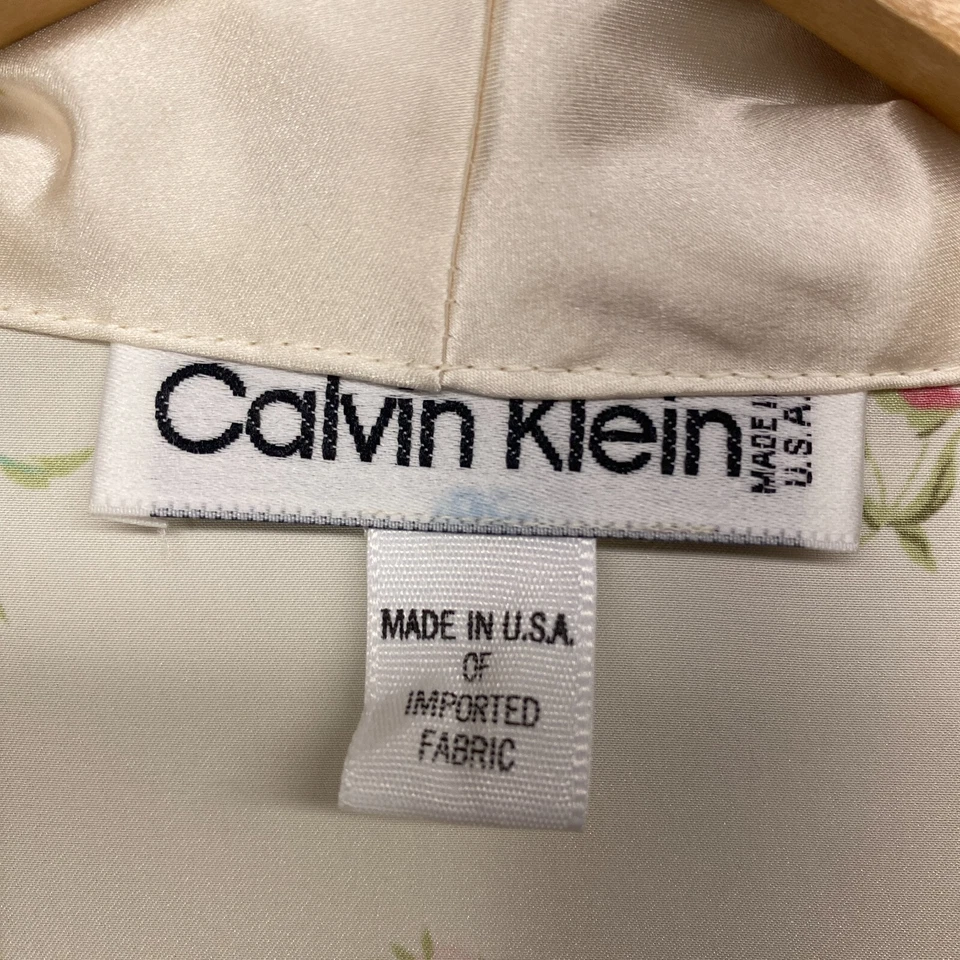 Calvin Klein
MADE IN
U.S.A.
MADE IN U.S.A.
OF
IMPORTED
FABRIC